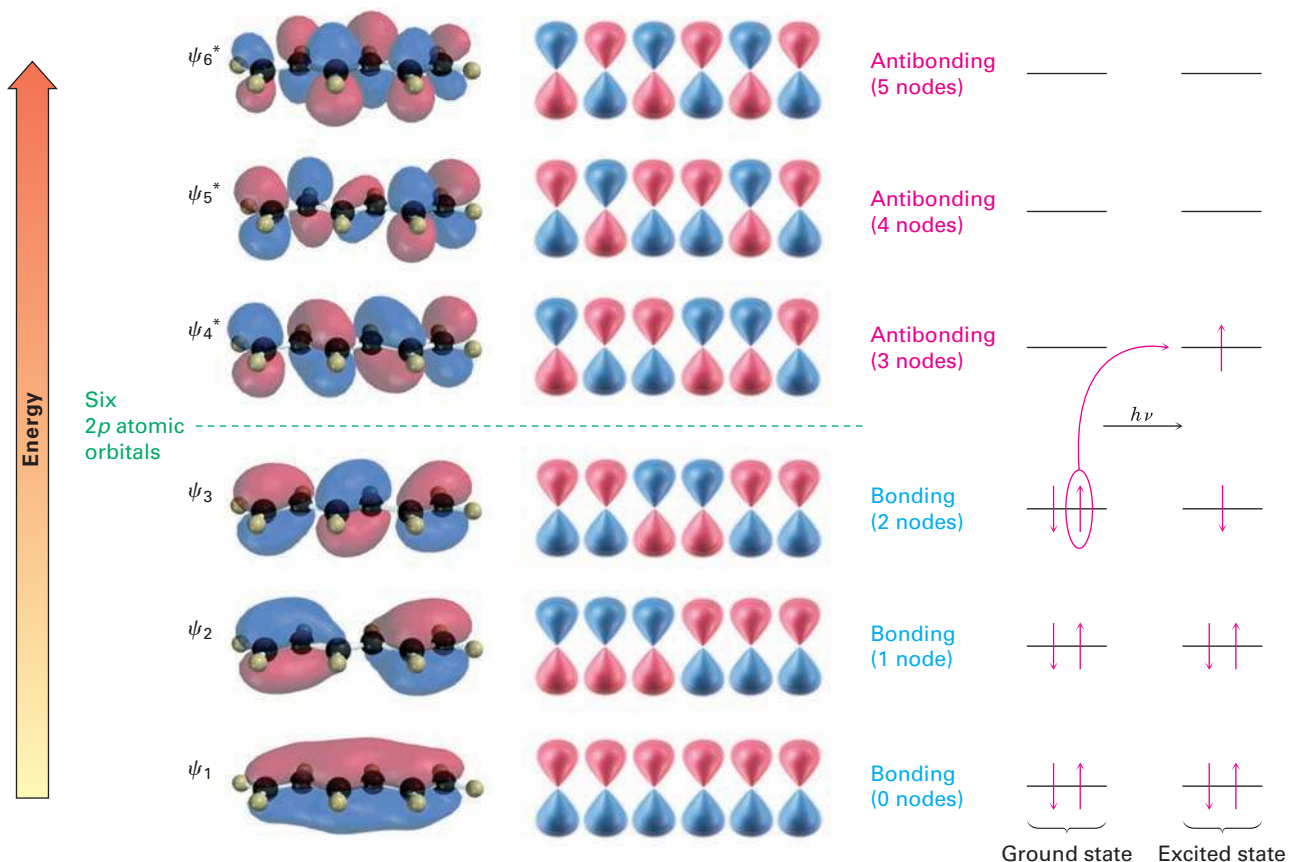 ψ6*
Antibonding
(5 nodes)
ψ5*
Antibonding
(4 nodes)
ψ4*
Antibonding
(3 nodes)
Energy
Six
2p atomic
orbitals
hν
ψ3
Bonding
(2 nodes)
ψ2
Bonding
(1 node)
ψ1
Bonding
(0 nodes)
Ground state Excited state